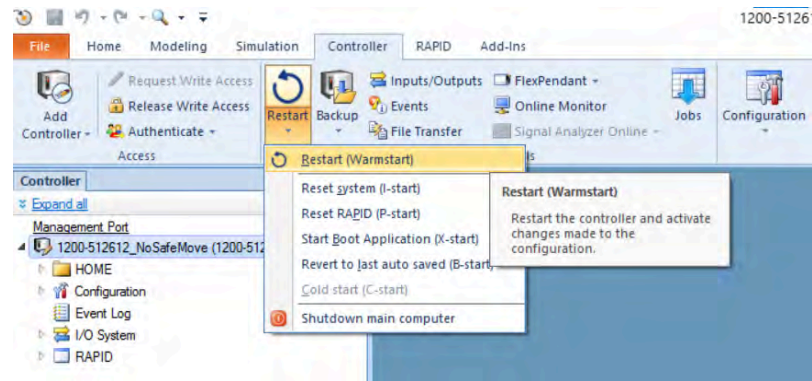 1200-51261
File Home Modeling Simulation Controller RAPID Add-Ins
Add Controller
Request Write Access
Release Write Access
Authenticate
Access
Restart
Backup
Inputs/Outputs
Events
File Transfer
FlexPendant
Online Monitor
Signal Analyzer Online
ls
Jobs
Configuration
Restart (Warmstart)
Reset system (I-start)
Reset RAPID (P-start)
Start Boot Application (X-start)
Revert to last auto saved (B-start
Cold start (C-start)
Shutdown main computer
Restart (Warmstart)
Restart the controller and activate
changes made to the
configuration.
Controller
Expand all
Management Port
1200-512612_NoSafeMove (1200-512
HOME
Configuration
Event Log
I/O System
RAPID